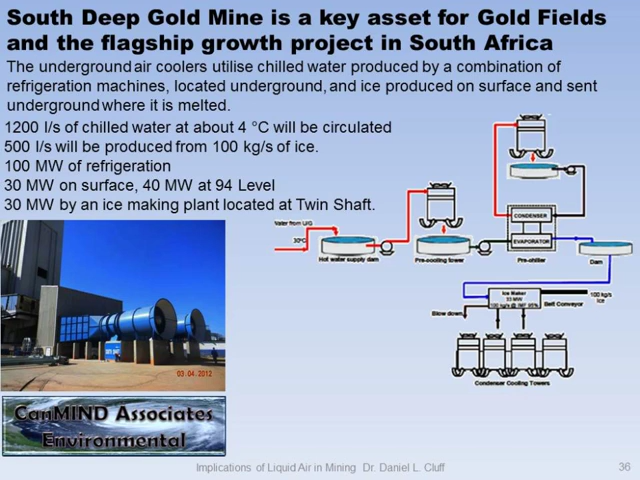 South Deep Gold Mine is a key asset for Gold Fields
and the flagship growth project in South Africa
The underground air coolers utilise chilled water produced by a combination of
refrigeration machines, located underground, and ice produced on surface and sent
underground where it is melted.
1200 l/s of chilled water at about 4 °C will be circulated
500 l/s will be produced from 100 kg/s of ice.
100 MW of refrigeration
30 MW on surface, 40 MW at 94 Level
30 MW by an ice making plant located at Twin Shaft.
Water from U/G
30°C
Hot water supply dam
Pre-cooling tower
CONDENSER
EVAPORATOR
Pre-chiller
Dam
Ice Maker
33 MW
100 kg/s @
Belt Conveyor
100 kg/s
Ice
Blow down
Condenser Cooling Towers
03.04.2012
CanMIND Associates
Environmental
Implications of Liquid Air in Mining Dr. Daniel L. Cluff
36